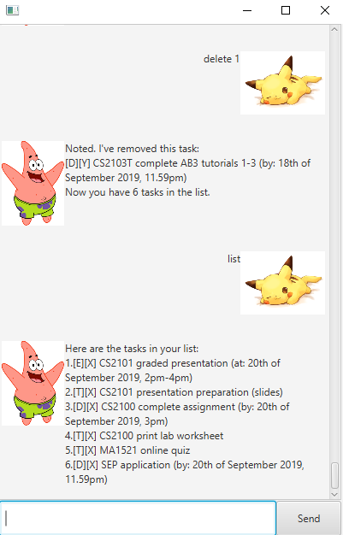 delete 1
Noted. I've removed this task:
[D][Y] CS2103T complete AB3 tutorials 1-3 (by: 18th of
September 2019, 11.59pm)
Now you have 6 tasks in the list.
list
Here are the tasks in your list:
1.[E][X] CS2101 graded presentation (at: 20th of
September 2019, 2pm-4pm)
2.[T][X] CS2101 presentation preparation (slides)
3.[D][X] CS2100 complete assignment (by: 20th of
September 2019, 3pm)
4.[T][X] CS2100 print lab worksheet
5.[T][X] MA1521 online quiz
6.[D][X] SEP application (by: 20th of September 2019,
11.59pm)
Send